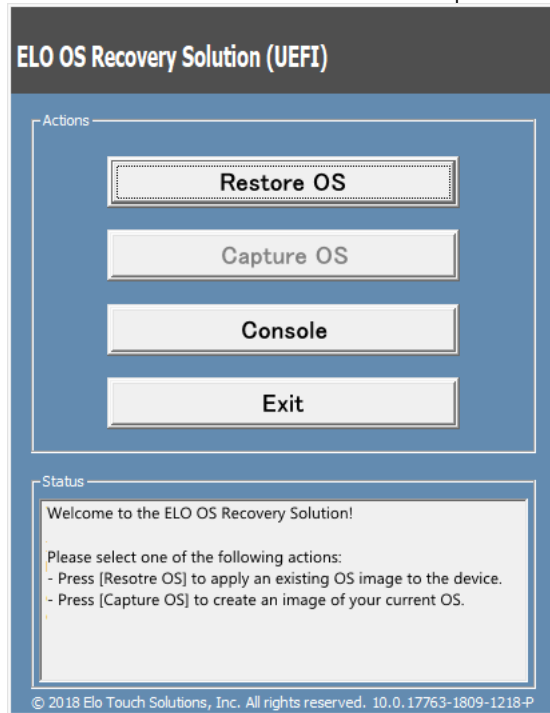 ELO OS Recovery Solution (UEFI)
Actions
Restore OS
Capture OS
Console
Exit
Status
Welcome to the ELO OS Recovery Solution!
Please select one of the following actions:
- Press [Resotre OS] to apply an existing OS image to the device.
- Press [Capture OS] to create an image of your current OS.
© 2018 Elo Touch Solutions, Inc. All rights reserved. 10.0.17763-1809-1218-P